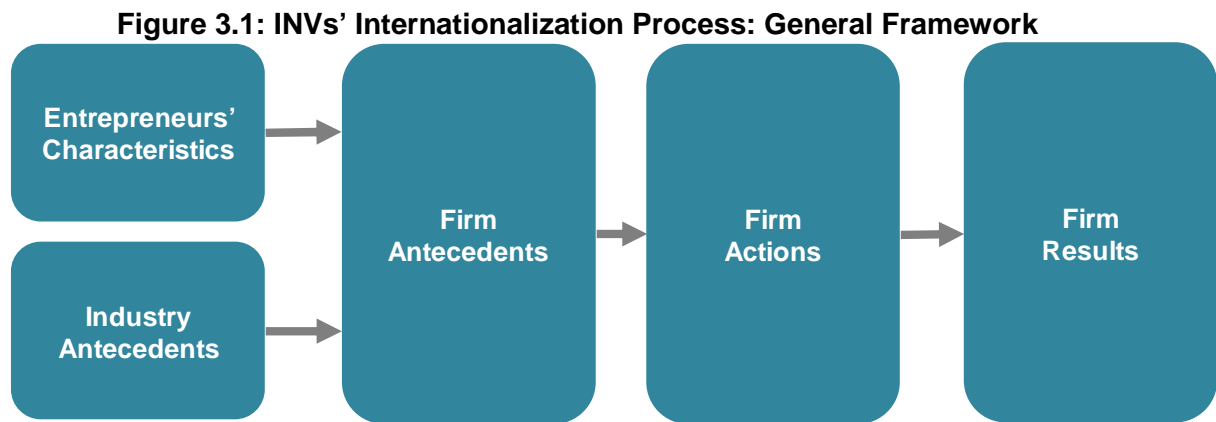 Figure 3.1: INVs’ Internationalization Process: General Framework
Entrepreneurs’
Characteristics
Industry
Antecedents
Firm
Antecedents
Firm
Actions
Firm
Results